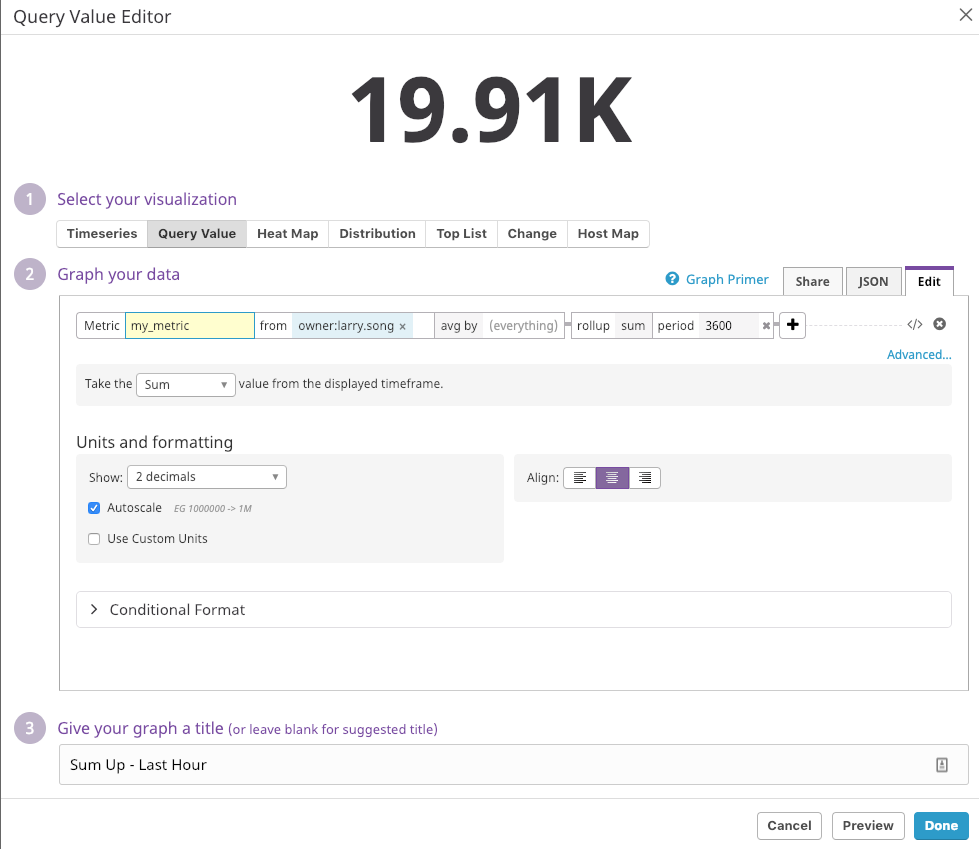 Query Value Editor
19.91K
1 Select your visualization
Timeseries Query Value Heat Map Distribution Top List Change Host Map
2 Graph your data
? Graph Primer Share JSON Edit
Metric my_metric from owner:larry.song × avg by (everything) rollup sum period 3600 ✖ + </>
Advanced...
Take the Sum value from the displayed timeframe.
Units and formatting
Show: 2 decimals Align:
Autoscale EG 1000000 -> 1M
Use Custom Units
Conditional Format
3 Give your graph a title (or leave blank for suggested title)
Sum Up - Last Hour
Cancel Preview Done